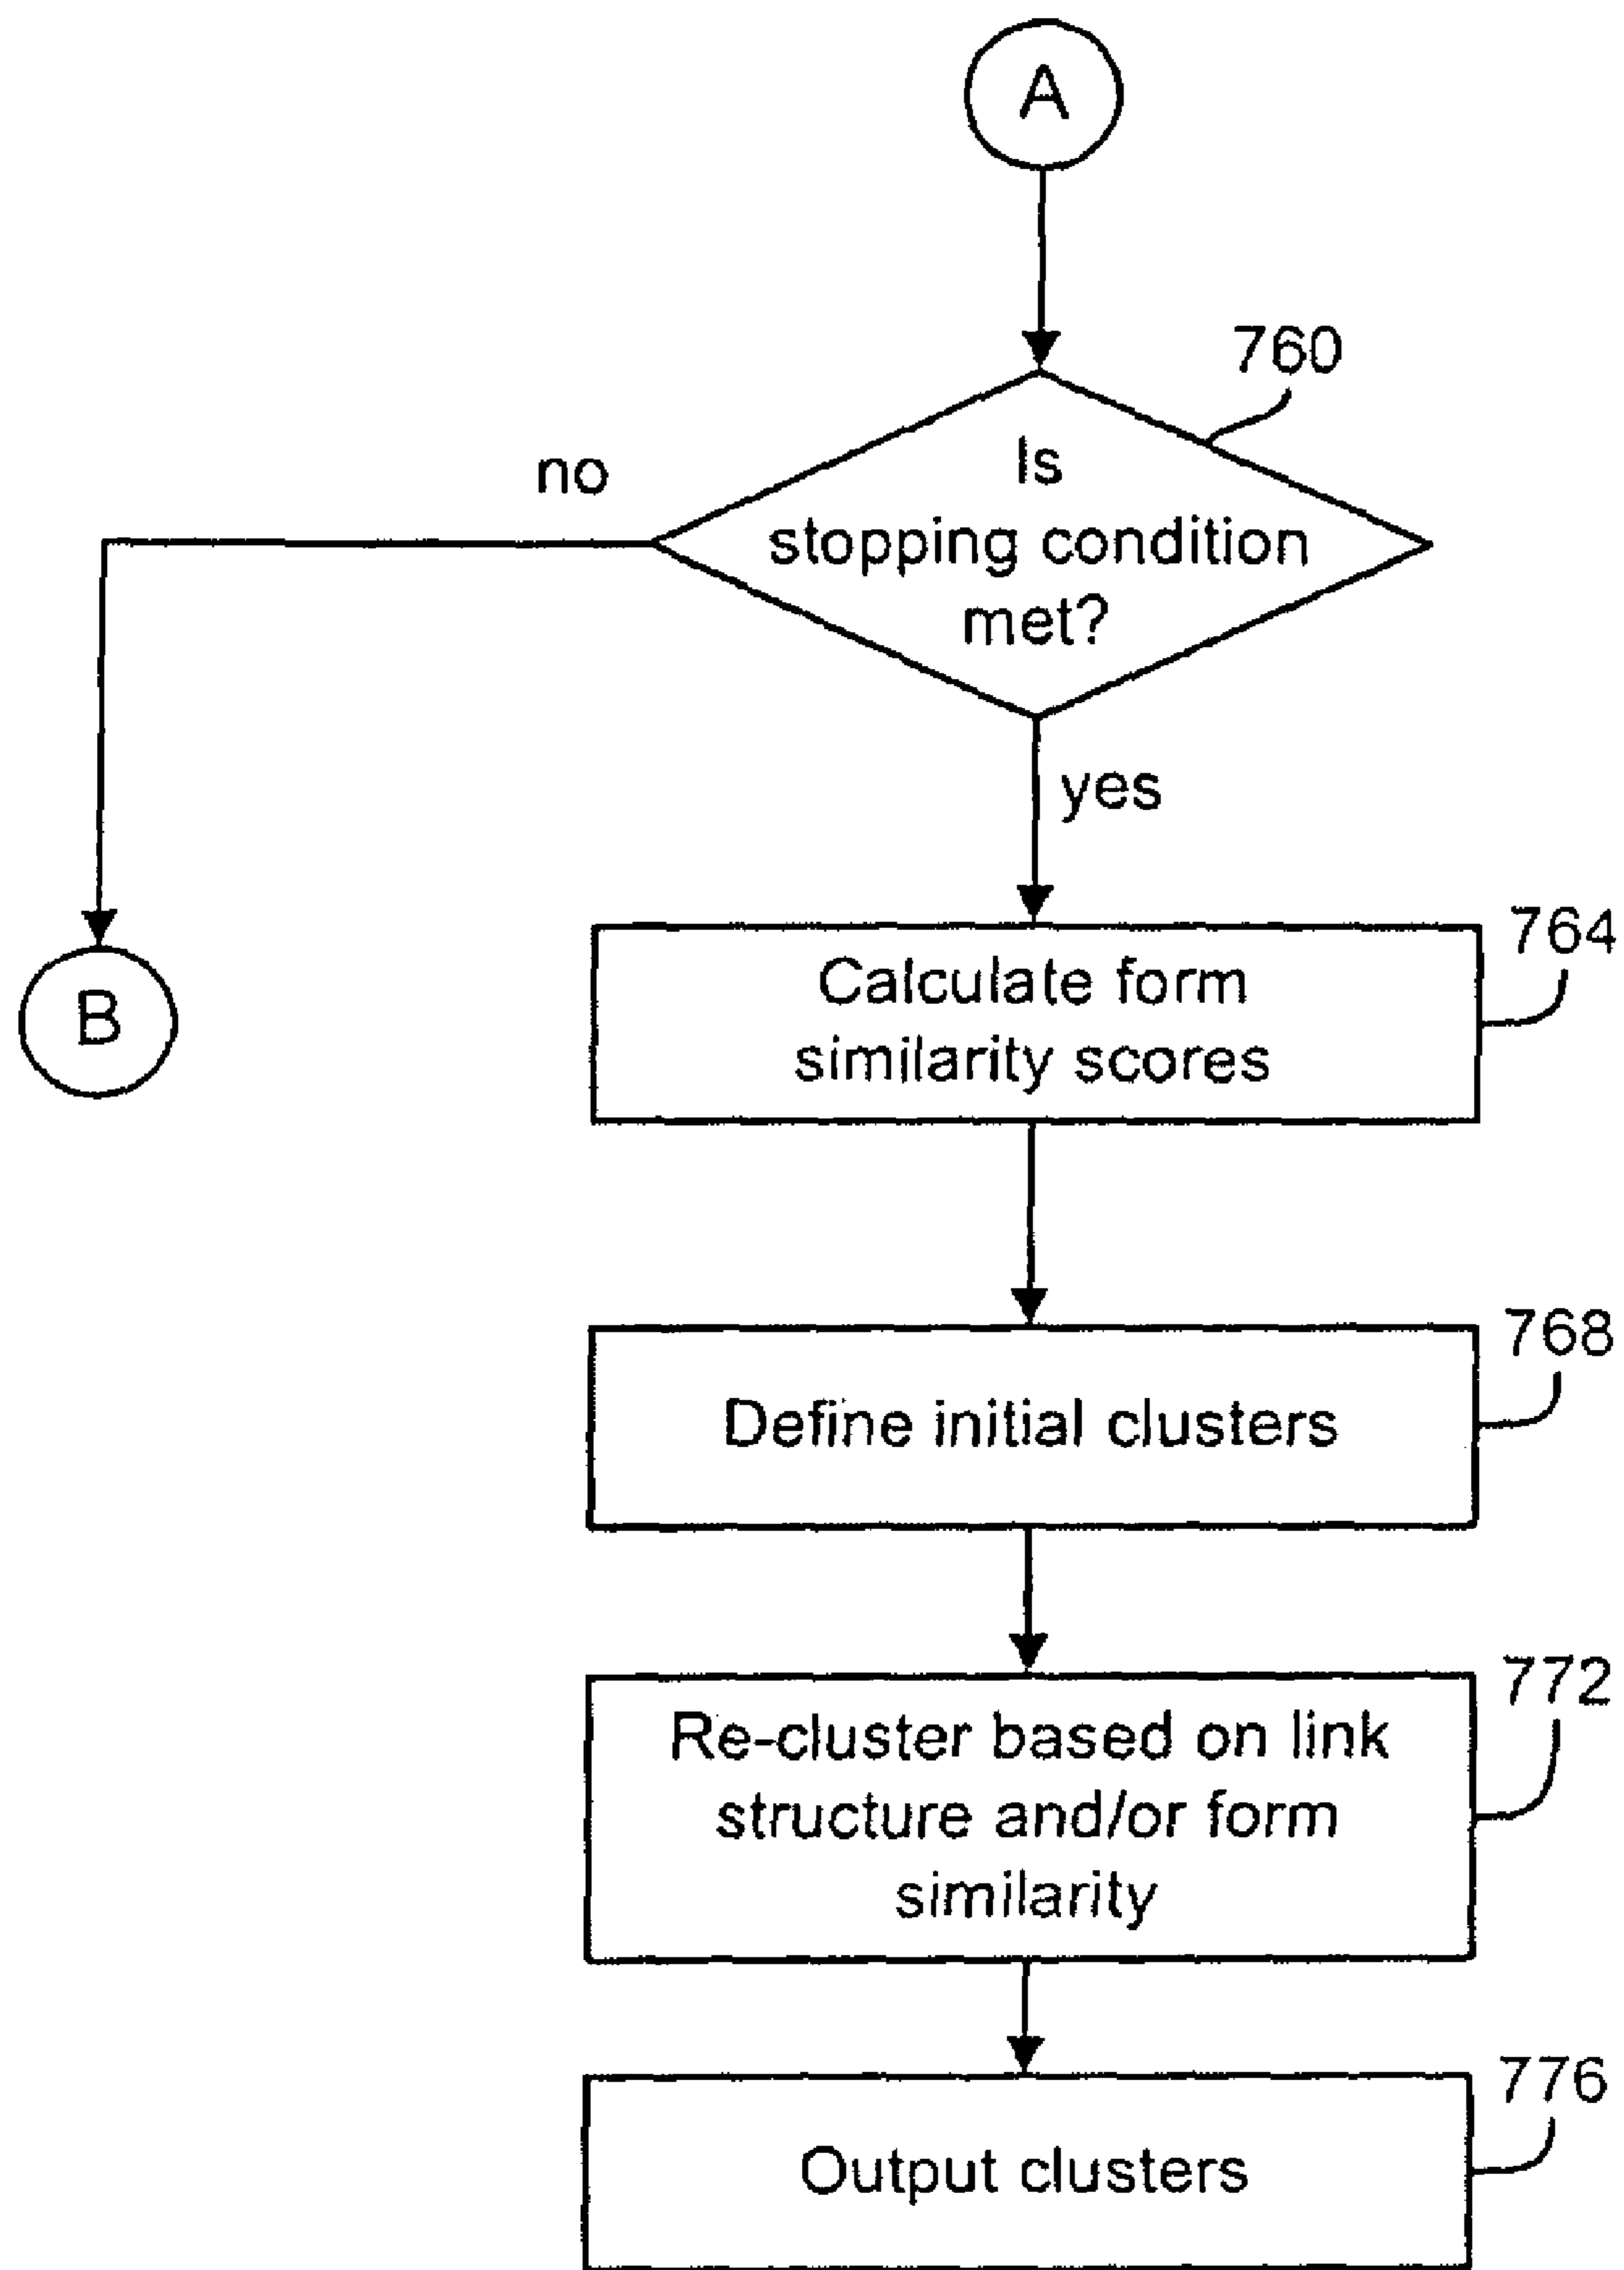 A
760
Is
stopping condition
met?
no
yes
B
764
Calculate form
similarity scores
768
Define initial clusters
772
Re-cluster based on link
structure and/or form
similarity
776
Output clusters